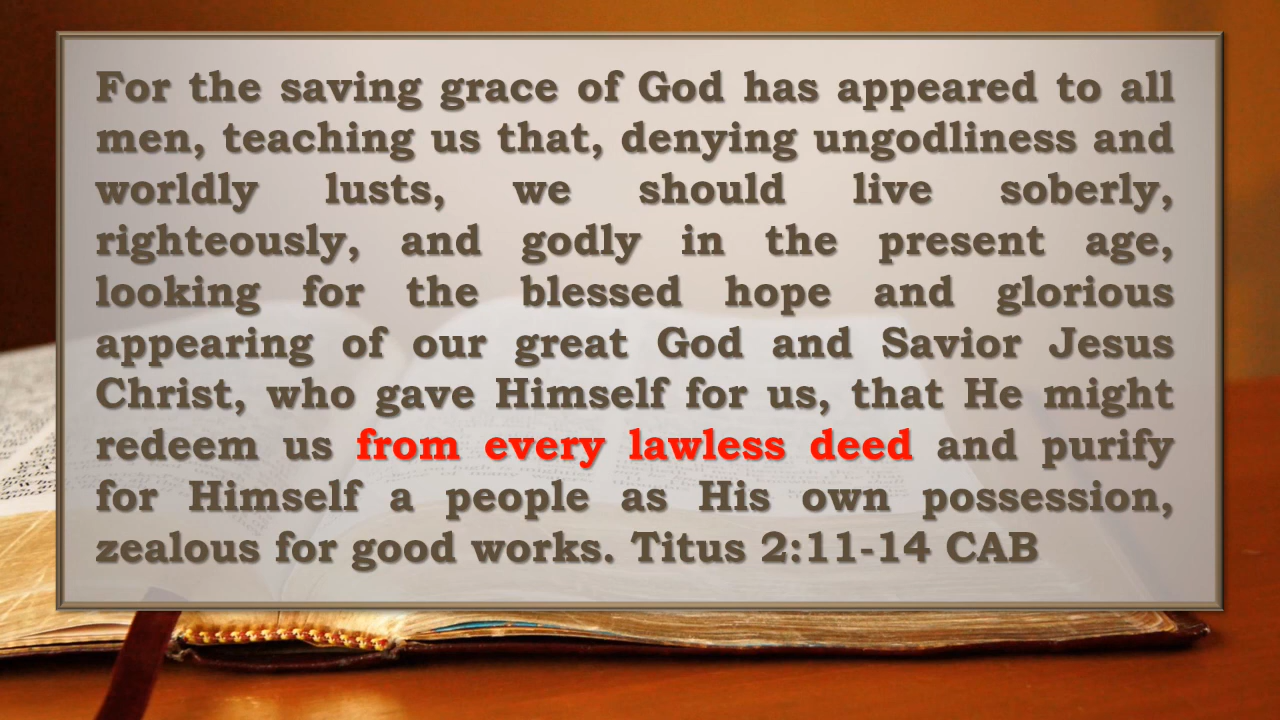 For the saving grace of God has appeared to all
men, teaching us that, denying ungodliness and
worldly lusts, we should live soberly,
righteously, and godly in the present age,
looking for the blessed hope and glorious
appearing of our great God and Savior Jesus
Christ, who gave Himself for us, that He might
redeem us from every lawless deed and purify
for Himself a people as His own possession,
zealous for good works. Titus 2:11-14 CAB